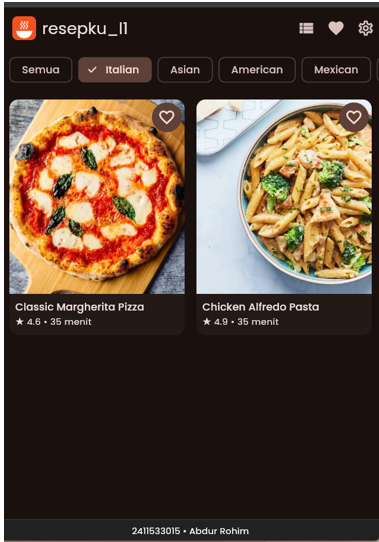 resepku_l1
Semua
Italian
Asian
American
Mexican
Classic Margherita Pizza
★ 4.6 • 35 menit
Chicken Alfredo Pasta
★ 4.9 • 35 menit
2411533015 • Abdur Rohim